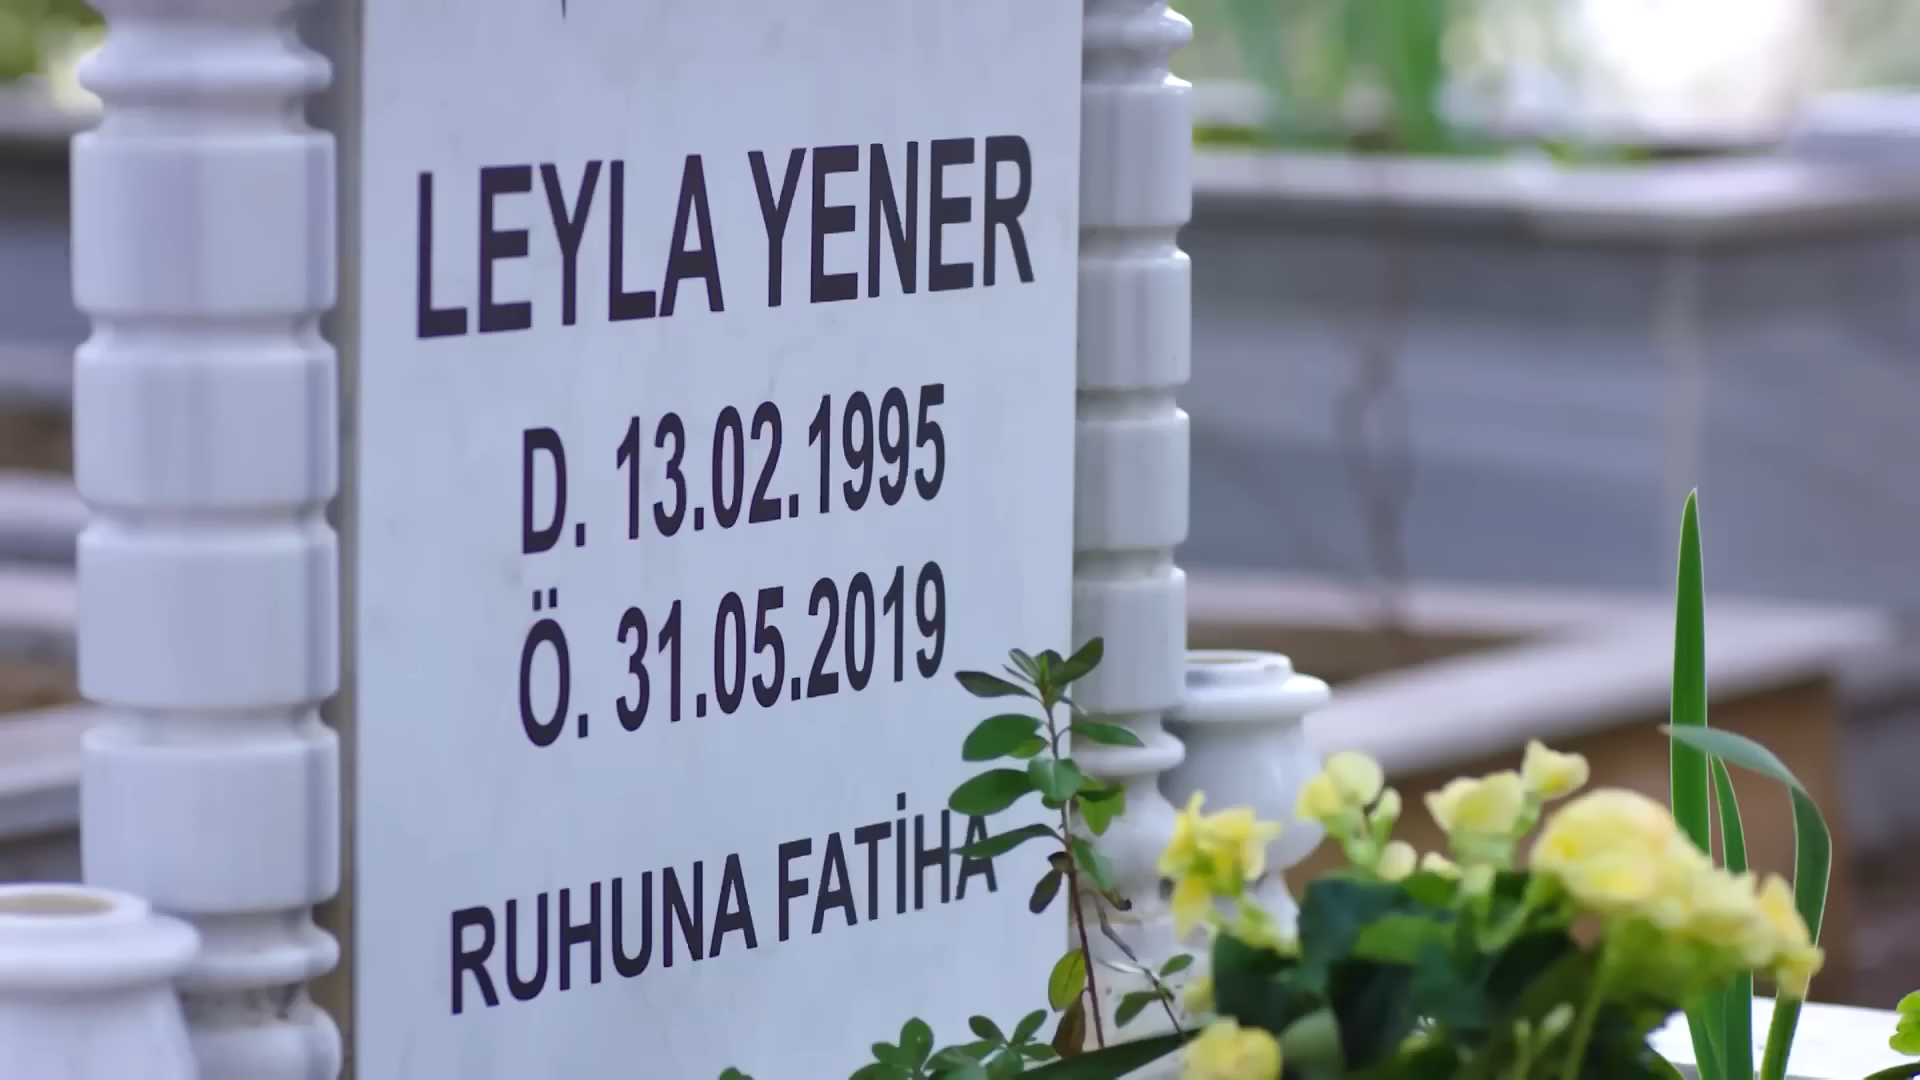 LEYLA YENER
D. 13.02.1995
Ö. 31.05.2019
RUHUNA FATİHA